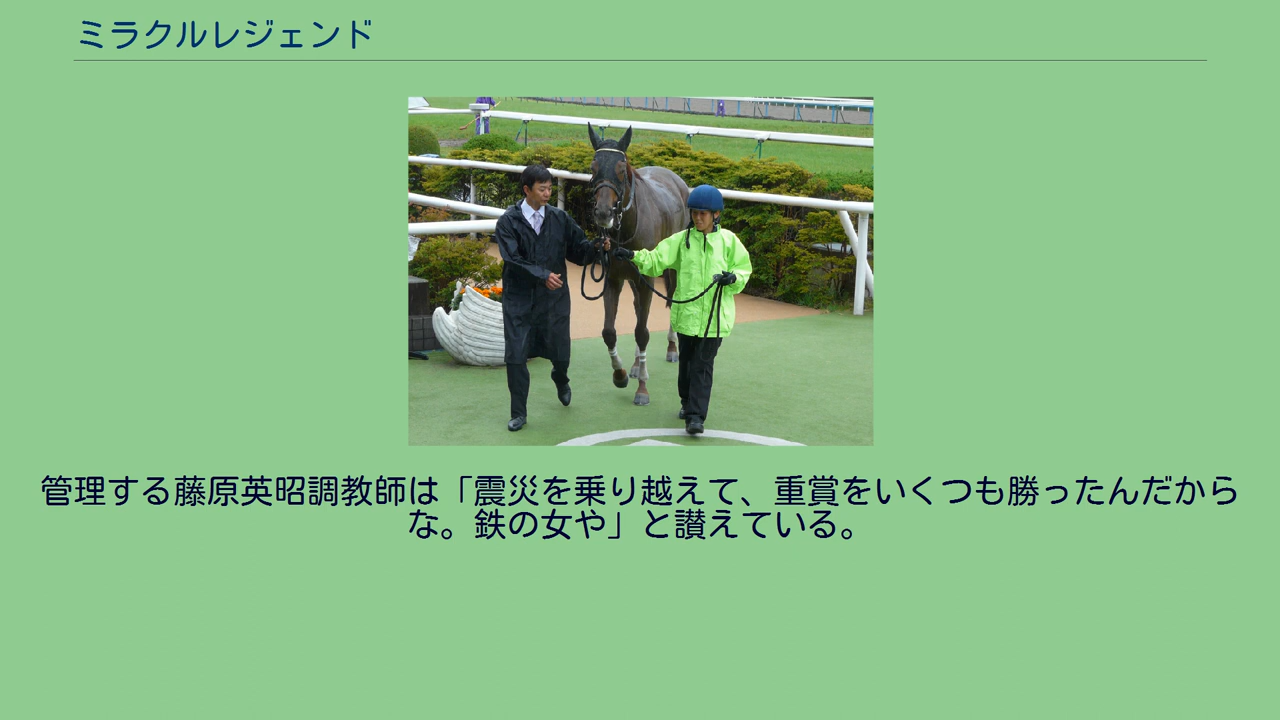 ミラクルレジェンド
管理する藤原英昭調教師は「震災を乗り越えて、重賞をいくつも勝ったんだから
な。鉄の女や」と讃えている。